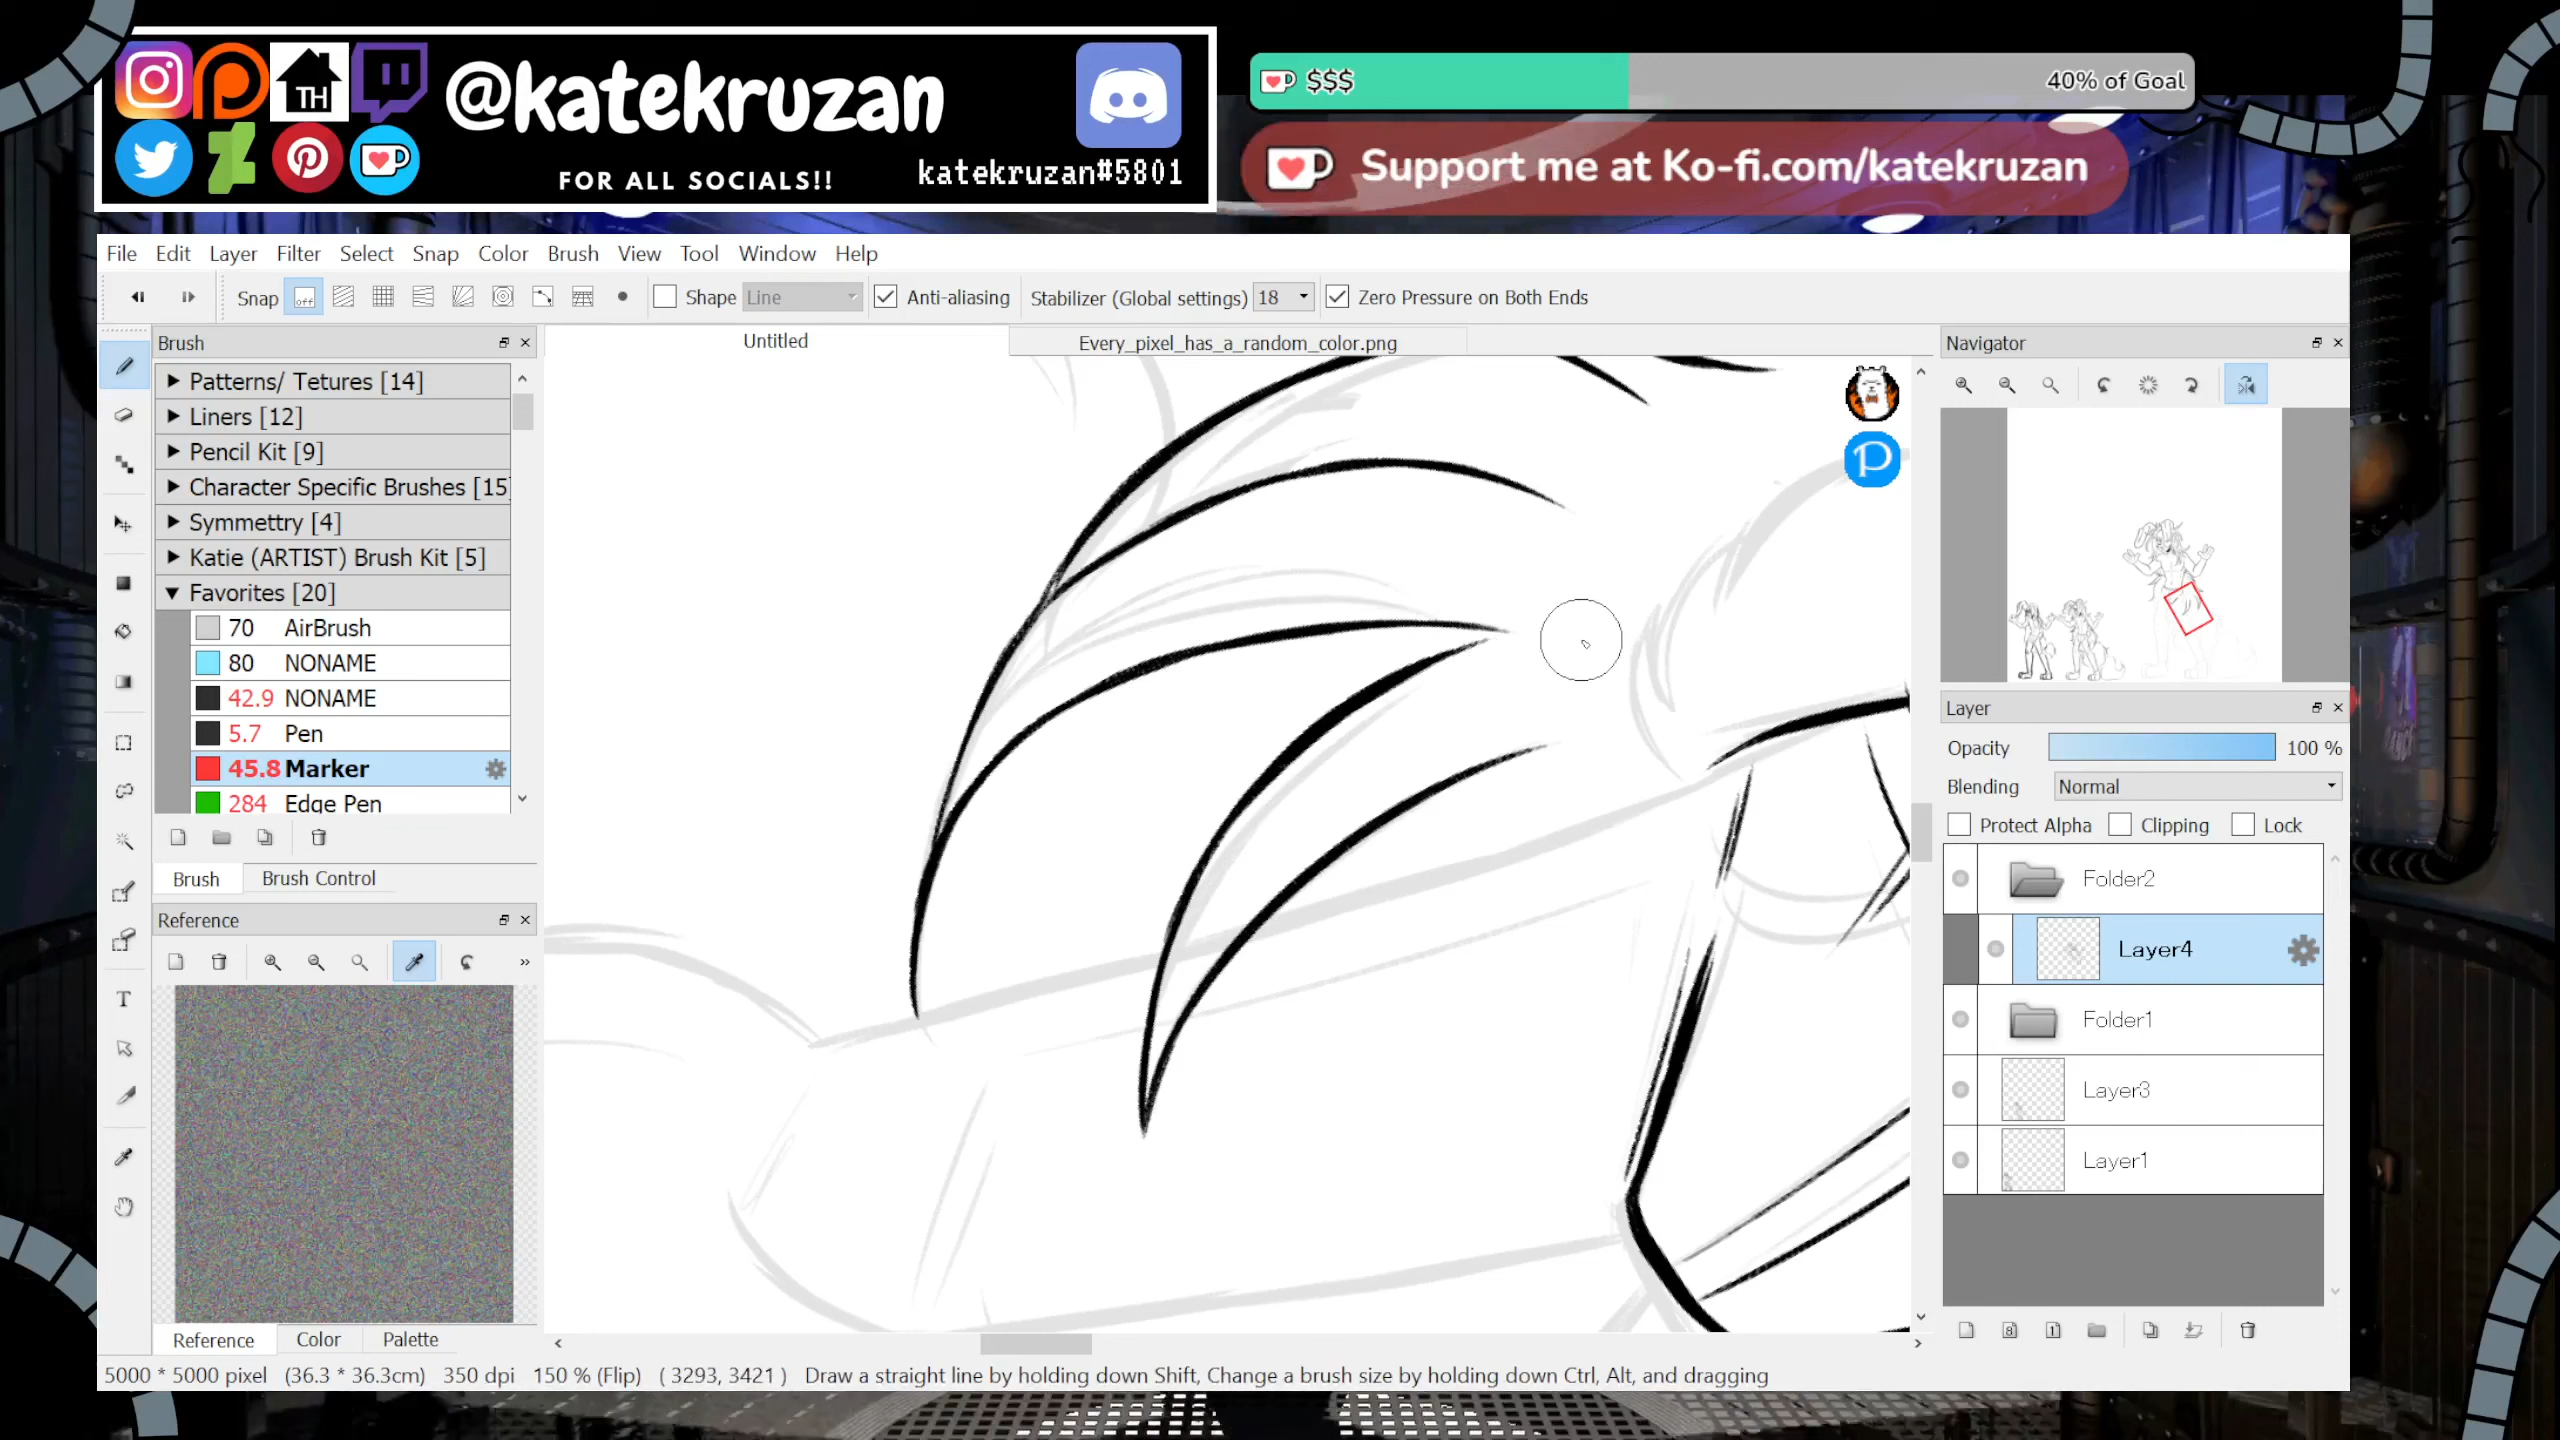 TH
@katekruzan
FOR ALL SOCIALS!!
katekruzan#5801
$$$
40% of Goal
Support me at Ko-fi.com/katekruzan
File Edit Layer Filter Select Snap Color Brush View Tool Window Help
Snap off Shape Line Anti-aliasing Stabilizer (Global settings) 18 Zero Pressure on Both Ends
Brush
Patterns/ Tetures [14]
Liners [12]
Pencil Kit [9]
Character Specific Brushes [15]
Symmettry [4]
Katie (ARTIST) Brush Kit [5]
Favorites [20]
70 AirBrush
80 NONAME
42.9 NONAME
5.7 Pen
45.8 Marker
284 Edge Pen
Brush Brush Control
Reference
»
T
Reference Color Palette
Untitled
Every_pixel_has_a_random_color.png
P
Navigator
Layer
Opacity 100 %
Blending Normal
Protect Alpha Clipping Lock
Folder2
Layer4
Folder1
Layer3
Layer1
8 1
5000 * 5000 pixel (36.3 * 36.3cm) 350 dpi 150 % (Flip) ( 3293, 3421 ) Draw a straight line by holding down Shift, Change a brush size by holding down Ctrl, Alt, and dragging